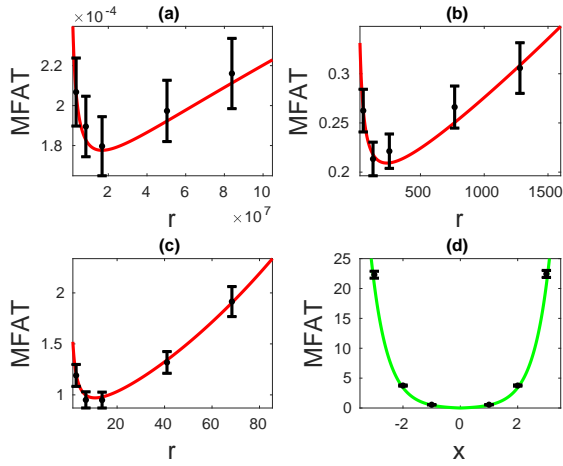 (a)
×10⁻⁴
2.2
2
1.8
MFAT
2 4 6 8 10
r
×10⁷
(b)
0.3
0.25
0.2
MFAT
500 1000 1500
r
(c)
2
1.5
1
MFAT
20 40 60 80
r
(d)
25
20
15
10
5
0
MFAT
-2 0 2
x